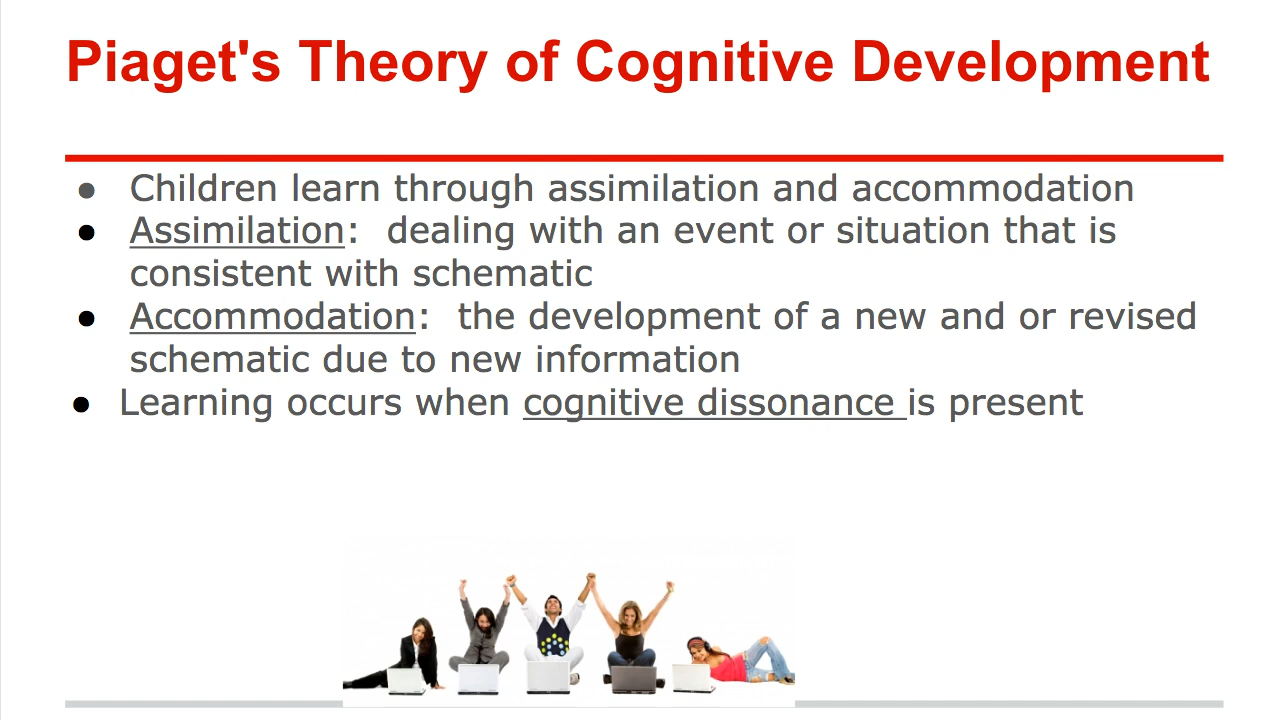 Piaget's Theory of Cognitive Development
● Children learn through assimilation and accommodation
● Assimilation: dealing with an event or situation that is
consistent with schematic
● Accommodation: the development of a new and or revised
schematic due to new information
● Learning occurs when cognitive dissonance is present